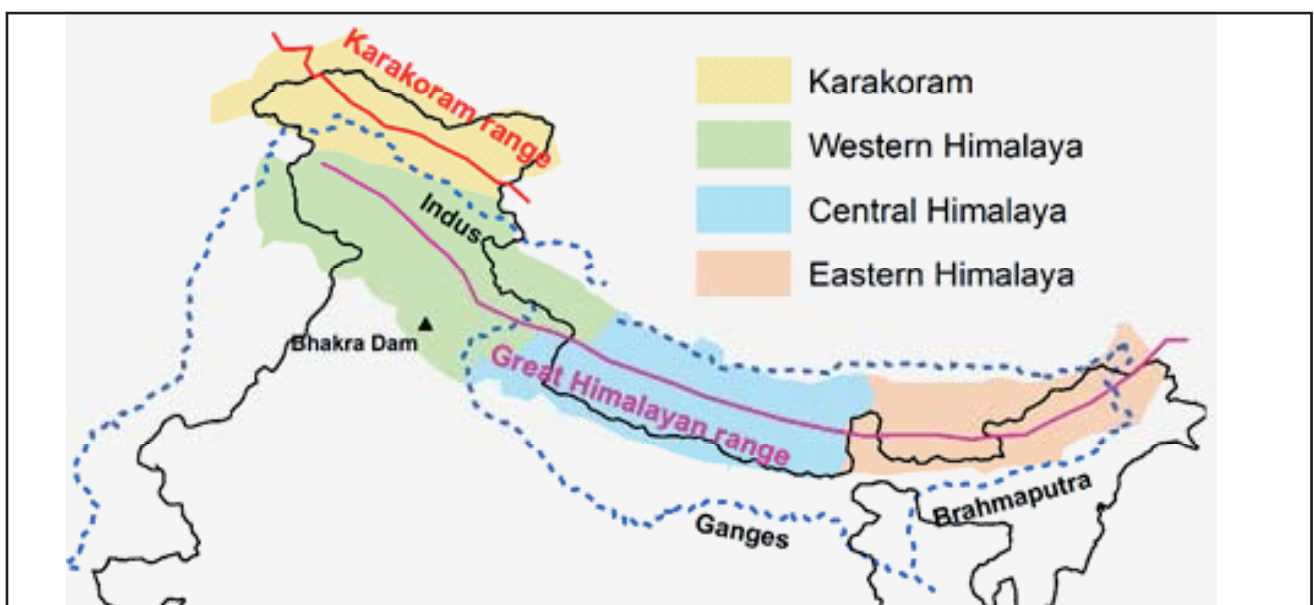 Karakoram range
Karakoram
Western Himalaya
Central Himalaya
Eastern Himalaya
Indus
Bhakra Dam
Great Himalayan range
Brahmaputra
Ganges